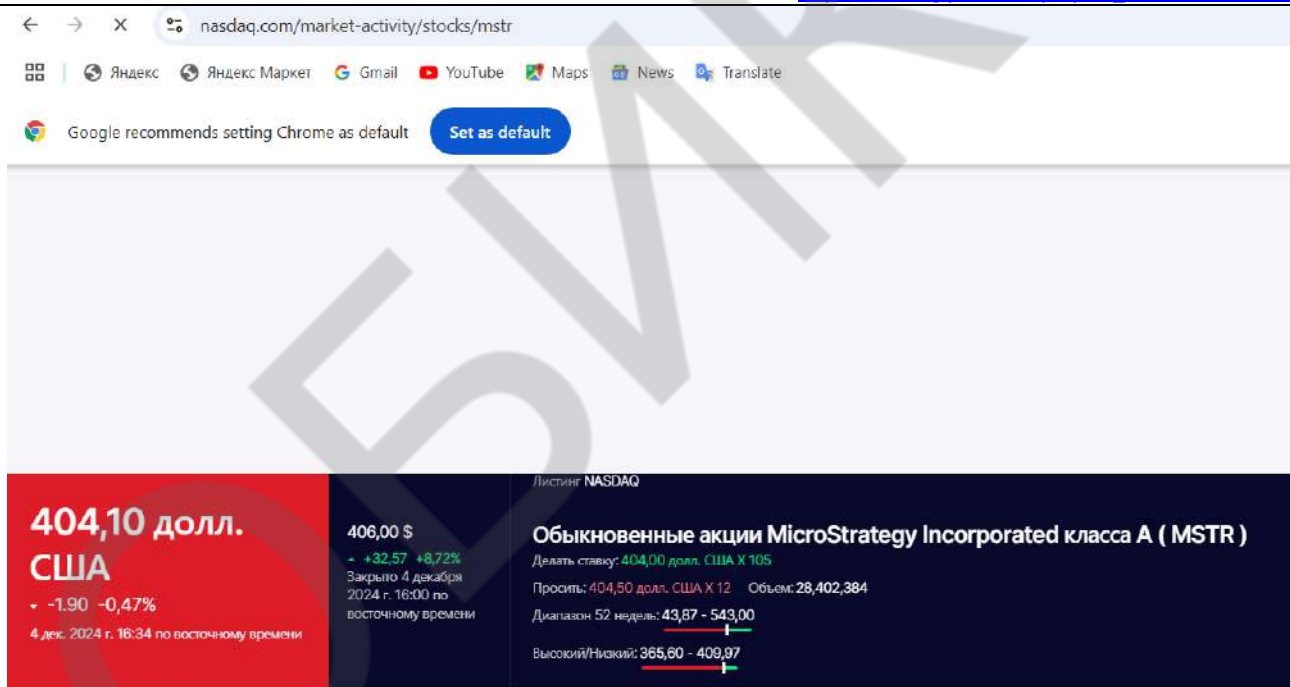 nasdaq.com/market-activity/stocks/mstr
Яндекс Яндекс Маркет Gmail YouTube Maps News Translate
Google recommends setting Chrome as default Set as default
Листинг NASDAQ
404,10 долл.
США
-1.90 -0,47%
4 дек. 2024 г. 16:34 по восточному времени
406,00 $
+32,57 +8,72%
Закрыто 4 декабря
2024 г. 16:00 по
восточному времени
Обыкновенные акции MicroStrategy Incorporated класса A ( MSTR )
Делать ставку: 404,00 долл. США X 105
Просить: 404,50 долл. США X 12 Объем: 28,402,384
Диапазон 52 недель: 43,87 - 543,00
Высокий/Низкий: 365,60 - 409,97